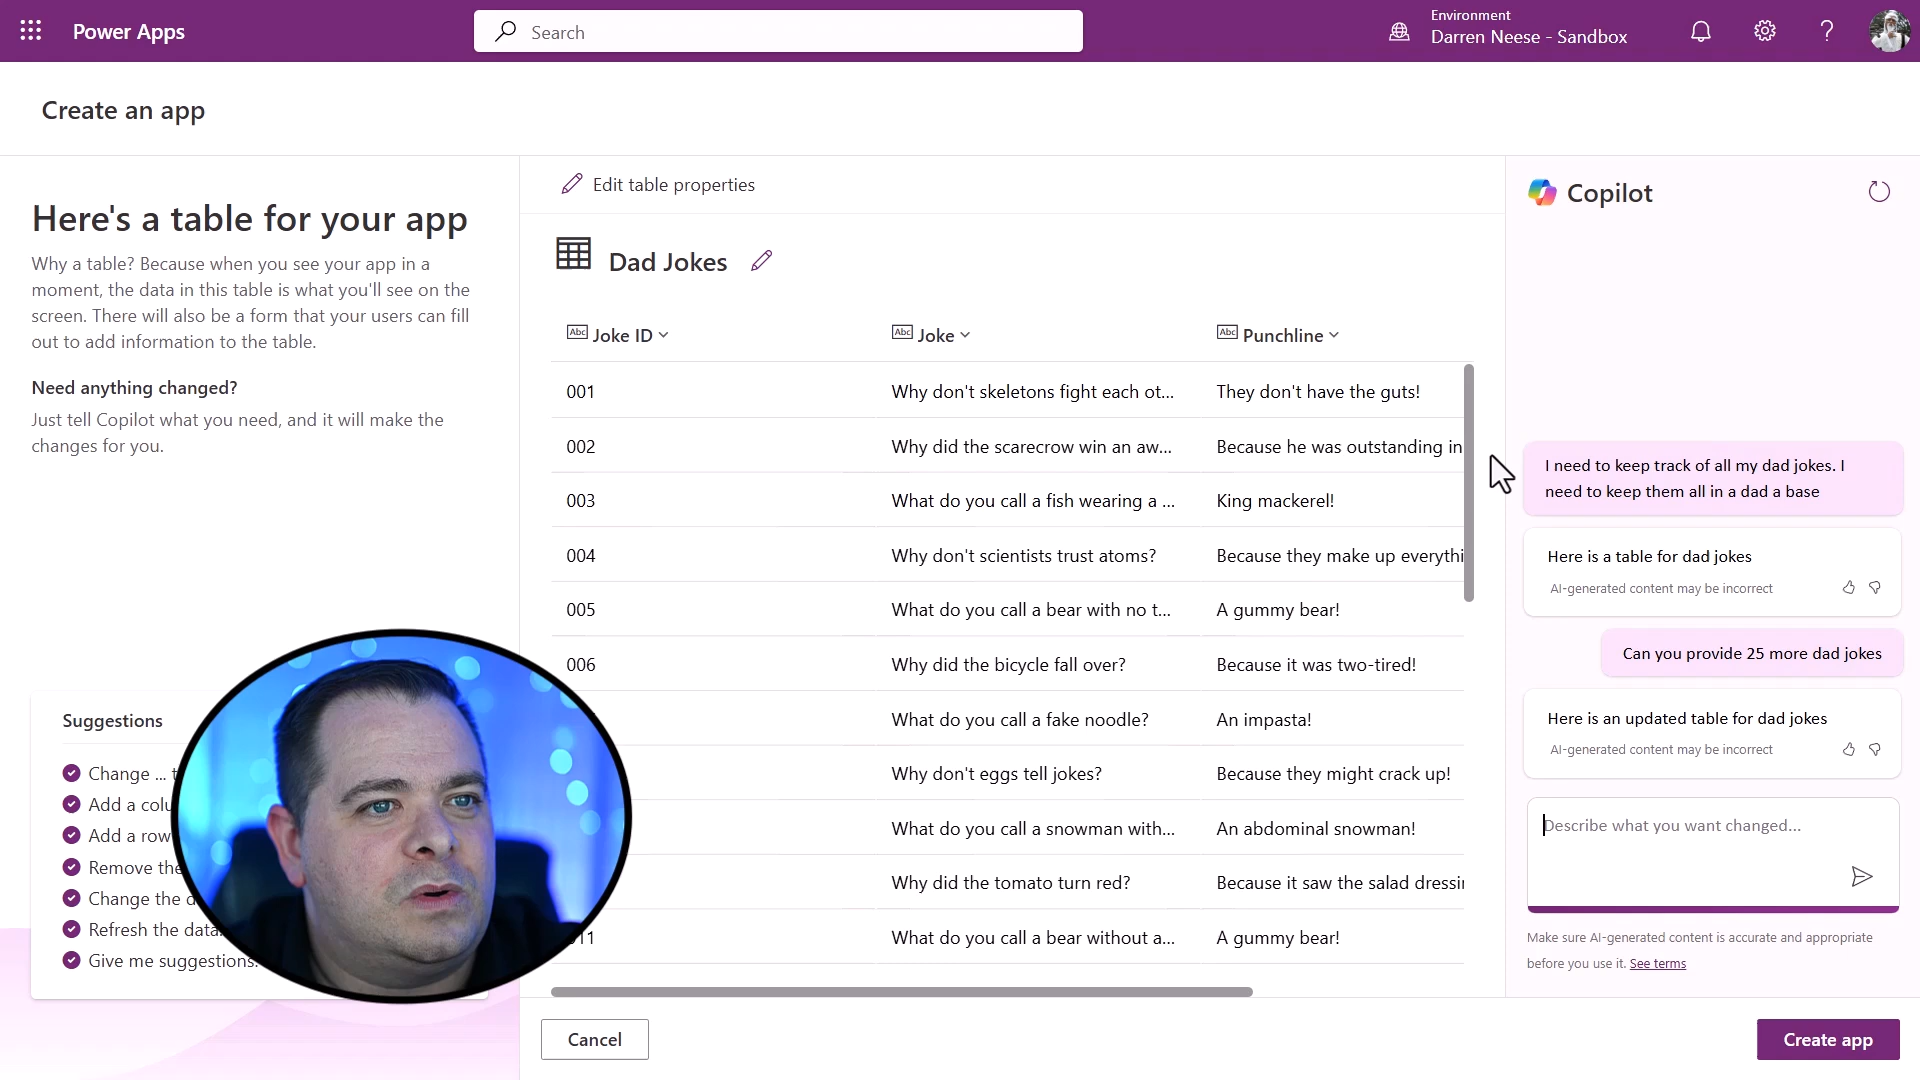 Power Apps
Search
Environment
Darren Neese - Sandbox
Create an app
Here's a table for your app
Why a table? Because when you see your app in a
moment, the data in this table is what you'll see on the
screen. There will also be a form that your users can fill
out to add information to the table.
Need anything changed?
Just tell Copilot what you need, and it will make the
changes for you.
Suggestions
Change ...
Add a
Add a row
Remove the
Change the
Refresh the data.
Give me suggestions.
Edit table properties
Dad Jokes
Abc Joke ID Abc Joke Abc Punchline
001 Why don't skeletons fight each ot... They don't have the guts!
002 Why did the scarecrow win an aw... Because he was outstanding in
003 What do you call a fish wearing a ... King mackerel!
004 Why don't scientists trust atoms? Because they make up everythi
005 What do you call a bear with no t... A gummy bear!
006 Why did the bicycle fall over? Because it was two-tired!
What do you call a fake noodle? An impasta!
Why don't eggs tell jokes? Because they might crack up!
What do you call a snowman with... An abdominal snowman!
Why did the tomato turn red? Because it saw the salad dressi
011 What do you call a bear without a... A gummy bear!
Cancel
Copilot
I need to keep track of all my dad jokes. I
need to keep them all in a dad a base
Here is a table for dad jokes
AI-generated content may be incorrect
Can you provide 25 more dad jokes
Here is an updated table for dad jokes
AI-generated content may be incorrect
Describe what you want changed...
Make sure AI-generated content is accurate and appropriate
before you use it. See terms
Create app